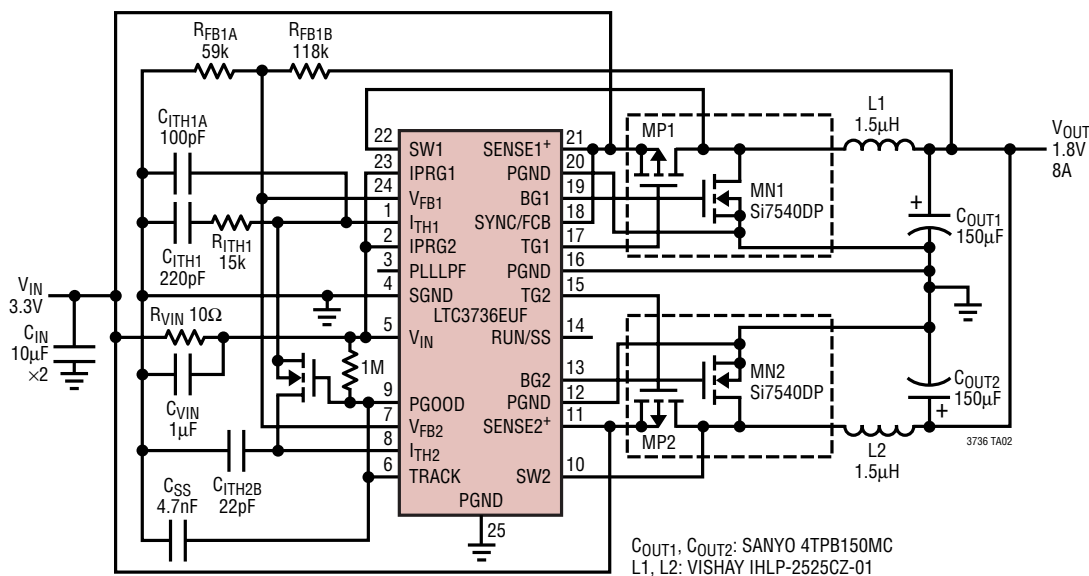 RFB1A
59k
RFB1B
118k
CITH1A
100pF
CITH1
220pF
RITH1
15k
VIN
3.3V
CIN
10µF
×2
RVIN 10Ω
CVIN
1µF
1M
CITH2B
22pF
CSS
4.7nF
22 SW1
23 IPRG1
24 VFB1
1 ITH1
2 IPRG2
3 PLLLPF
4 SGND
LTC3736EUF
5 VIN
9 PGOOD
7 VFB2
8 ITH2
6 TRACK
PGND
25
SENSE1+ 21
PGND 20
BG1 19
SYNC/FCB 18
TG1 17
PGND 16
TG2 15
RUN/SS 14
BG2 13
PGND 12
SENSE2+ 11
SW2 10
MP1
MN1
Si7540DP
L1
1.5µH
VOUT
1.8V
8A
+
COUT1
150µF
MN2
Si7540DP
MP2
L2
1.5µH
COUT2
150µF
+
3736 TA02
COUT1, COUT2: SANYO 4TPB150MC
L1, L2: VISHAY IHLP-2525CZ-01